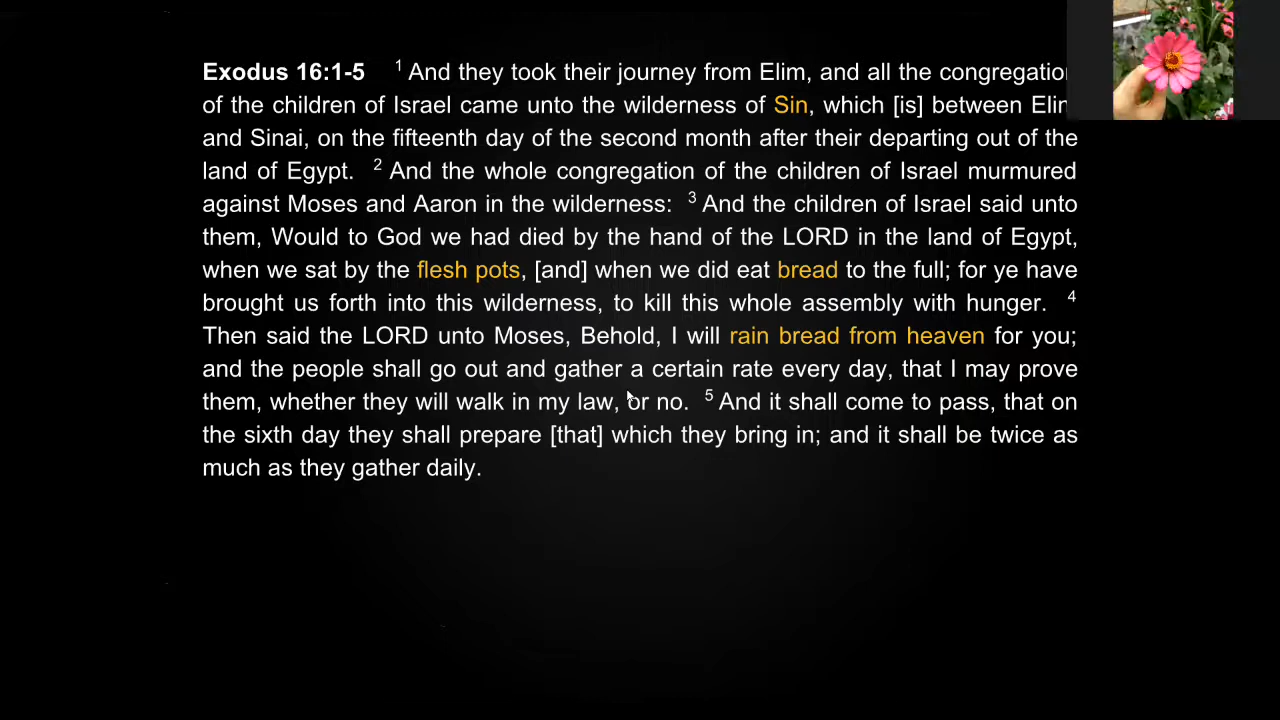 Exodus 16:1-5 1 And they took their journey from Elim, and all the congregation
of the children of Israel came unto the wilderness of Sin, which [is] between Elim
and Sinai, on the fifteenth day of the second month after their departing out of the
land of Egypt. 2 And the whole congregation of the children of Israel murmured
against Moses and Aaron in the wilderness: 3 And the children of Israel said unto
them, Would to God we had died by the hand of the LORD in the land of Egypt,
when we sat by the flesh pots, [and] when we did eat bread to the full; for ye have
brought us forth into this wilderness, to kill this whole assembly with hunger. 4
Then said the LORD unto Moses, Behold, I will rain bread from heaven for you;
and the people shall go out and gather a certain rate every day, that I may prove
them, whether they will walk in my law, or no. 5 And it shall come to pass, that on
the sixth day they shall prepare [that] which they bring in; and it shall be twice as
much as they gather daily.